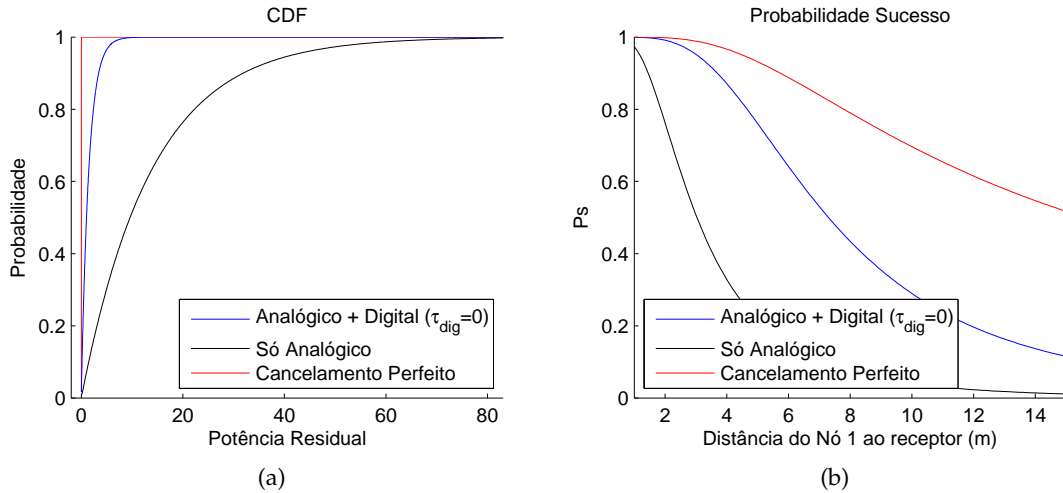 CDF
1
0.8
0.6
0.4
0.2
0
0 20 40 60 80
Probabilidade
Potência Residual
Analógico + Digital (τdig=0)
Só Analógico
Cancelamento Perfeito
(a)
Probabilidade Sucesso
1
0.8
0.6
0.4
0.2
0
2 4 6 8 10 12 14
Ps
Distância do Nó 1 ao receptor (m)
Analógico + Digital (τdig=0)
Só Analógico
Cancelamento Perfeito
(b)